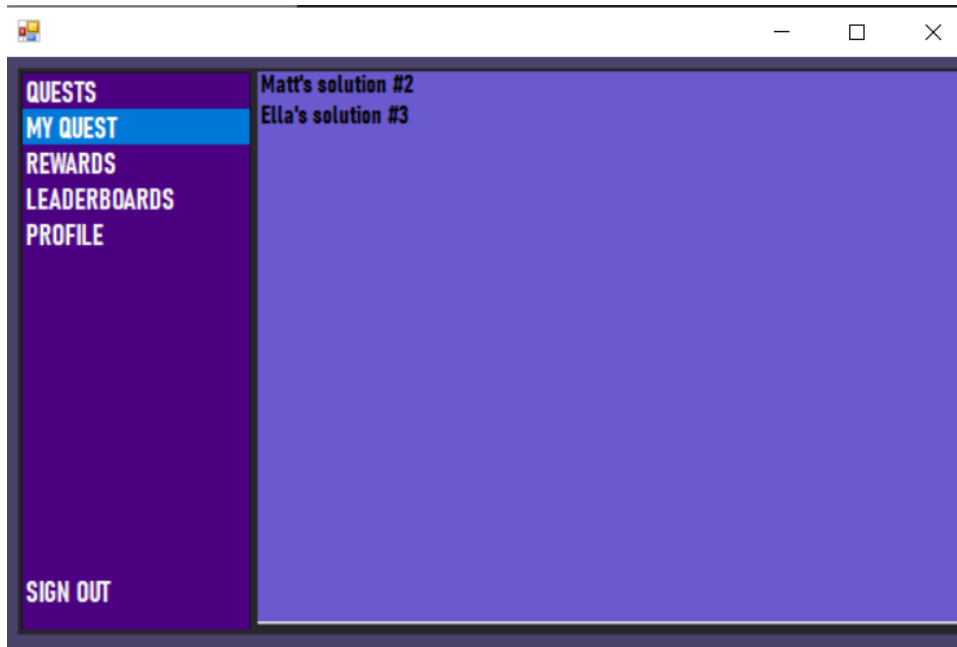 QUESTS
MY QUEST
REWARDS
LEADERBOARDS
PROFILE
SIGN OUT
Matt's solution #2
Ella's solution #3